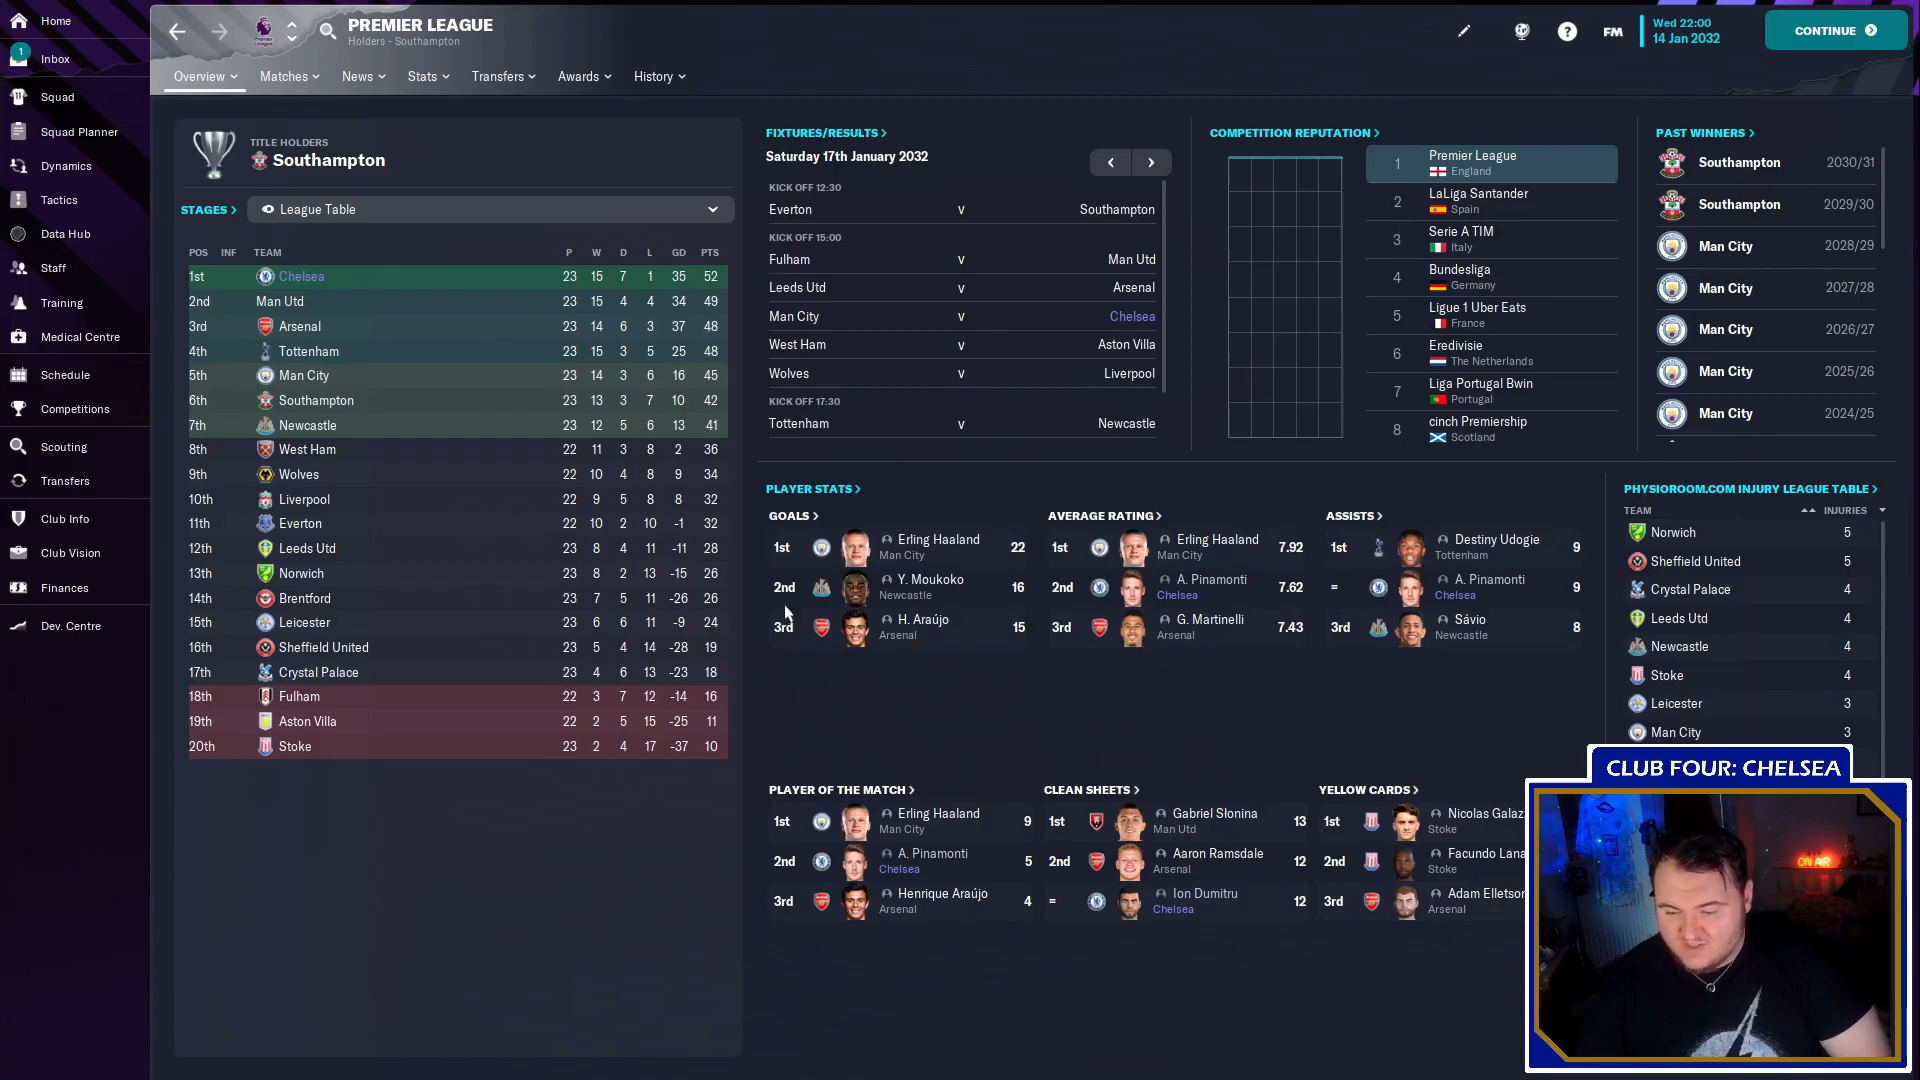 Home
1
Inbox
Squad
Squad Planner
Dynamics
Tactics
Data Hub
Staff
Training
Medical Centre
Schedule
Competitions
Scouting
Transfers
Club Info
Club Vision
Finances
Dev. Centre
PREMIER LEAGUE
Holders - Southampton
? FM
Wed 22:00
14 Jan 2032
CONTINUE
Overview Matches News Stats Transfers Awards History
TITLE HOLDERS
Southampton
STAGES > League Table
POS INF TEAM P W D L GD PTS
1st Chelsea 23 15 7 1 35 52
2nd Man Utd 23 15 4 4 34 49
3rd Arsenal 23 14 6 3 37 48
4th Tottenham 23 15 3 5 25 48
5th Man City 23 14 3 6 16 45
6th Southampton 23 13 3 7 10 42
7th Newcastle 23 12 5 6 13 41
8th West Ham 22 11 3 8 2 36
9th Wolves 22 10 4 8 9 34
10th Liverpool 22 9 5 8 8 32
11th Everton 22 10 2 10 -1 32
12th Leeds Utd 23 8 4 11 -11 28
13th Norwich 23 8 2 13 -15 26
14th Brentford 23 7 5 11 -26 26
15th Leicester 23 6 6 11 -9 24
16th Sheffield United 23 5 4 14 -28 19
17th Crystal Palace 23 4 6 13 -23 18
18th Fulham 22 3 7 12 -14 16
19th Aston Villa 22 2 5 15 -25 11
20th Stoke 23 2 4 17 -37 10
FIXTURES/RESULTS >
Saturday 17th January 2032
KICK OFF 12:30
Everton v Southampton
KICK OFF 15:00
Fulham v Man Utd
Leeds Utd v Arsenal
Man City v Chelsea
West Ham v Aston Villa
Wolves v Liverpool
KICK OFF 17:30
Tottenham v Newcastle
COMPETITION REPUTATION >
1 Premier League
England
2 LaLiga Santander
Spain
3 Serie A TIM
Italy
4 Bundesliga
Germany
5 Ligue 1 Uber Eats
France
6 Eredivisie
The Netherlands
7 Liga Portugal Bwin
Portugal
8 cinch Premiership
Scotland
PAST WINNERS >
Southampton 2030/31
Southampton 2029/30
Man City 2028/29
Man City 2027/28
Man City 2026/27
Man City 2025/26
Man City 2024/25
PLAYER STATS >
GOALS >
1st Erling Haaland 22
Man City
2nd Y. Moukoko 16
Newcastle
3rd H. Araújo 15
Arsenal
AVERAGE RATING >
1st Erling Haaland 7.92
Man City
2nd A. Pinamonti 7.62
Chelsea
3rd G. Martinelli 7.43
Arsenal
ASSISTS >
1st Destiny Udogie 9
Tottenham
= A. Pinamonti 9
Chelsea
3rd Sávio 8
Newcastle
PHYSIOROOM.COM INJURY LEAGUE TABLE >
TEAM INJURIES
Norwich 5
Sheffield United 5
Crystal Palace 4
Leeds Utd 4
Newcastle 4
Stoke 4
Leicester 3
Man City 3
PLAYER OF THE MATCH >
1st Erling Haaland 9
Man City
2nd A. Pinamonti 5
Chelsea
3rd Henrique Araújo 4
Arsenal
CLEAN SHEETS >
1st Gabriel Slonina 13
Man Utd
2nd Aaron Ramsdale 12
Arsenal
= Ion Dumitru 12
Chelsea
YELLOW CARDS >
1st Nicolas Galaz
Stoke
2nd Facundo Lana
Stoke
3rd Adam Elletson
Arsenal
CLUB FOUR: CHELSEA
ON AIR